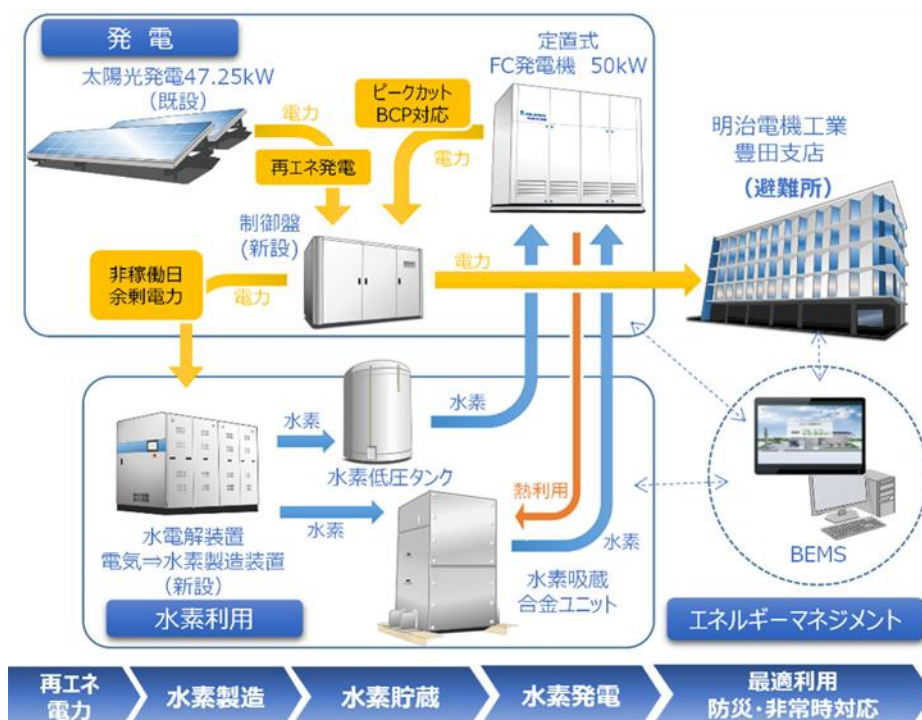 発電
太陽光発電47.25kW
(既設)
電力
再エネ発電
ピークカット
BCP対応
電力
定置式
FC発電機 50kW
明治電機工業
豊田支店
(避難所)
制御盤
(新設)
電力
非稼働日
余剰電力
電力
水素
水素
水素低圧タンク
熱利用
水素
水素
水電解装置
電気⇒水素製造装置
(新設)
水素吸蔵
合金ユニット
BEMS
水素利用
エネルギーマネジメント
再エネ
電力
水素製造
水素貯蔵
水素発電
最適利用
防災・非常時対応